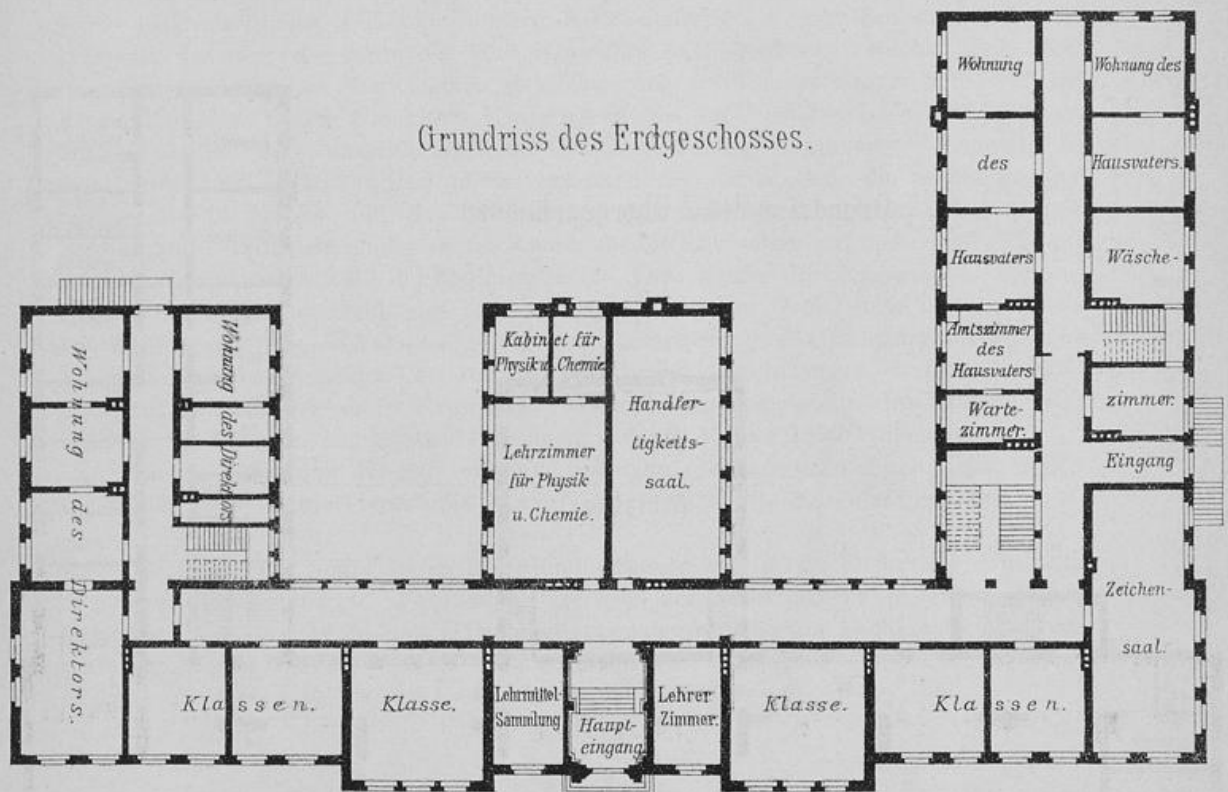 Grundriss des Erdgeschosses.
Wohnung
des
Hausvaters
Wohnung des
Hausvaters.
Wäsche-
zimmer.
Amtszimmer
des
Hausvaters
Warte-
zimmer.
Eingang
Wohnung des Direktors.
Wohnung des Direktors
Kabinet für
Physik u. Chemie
Lehrzimmer
für Physik
u. Chemie.
Handfer-
tigkeits-
saal.
Zeichen-
saal.
Klassen.
Klasse.
Lehrmittel-
Sammlung
Haupt-
eingang
Lehrer
Zimmer.
Klasse.
Klassen.